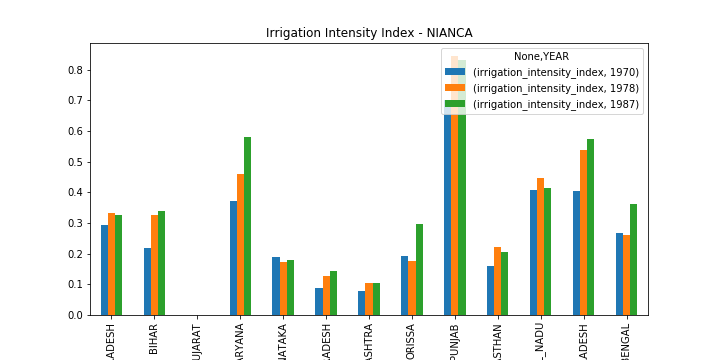 Irrigation Intensity Index - NIANCA
None,YEAR
(irrigation_intensity_index, 1970)
(irrigation_intensity_index, 1978)
(irrigation_intensity_index, 1987)
0.8
0.7
0.6
0.5
0.4
0.3
0.2
0.1
0.0
ADESH
BIHAR
UJARAT
ARYANA
NATAKA
ADESH
ASHTRA
ORISSA
PUNJAB
STHAN
_NADU
ADESH
BENGAL